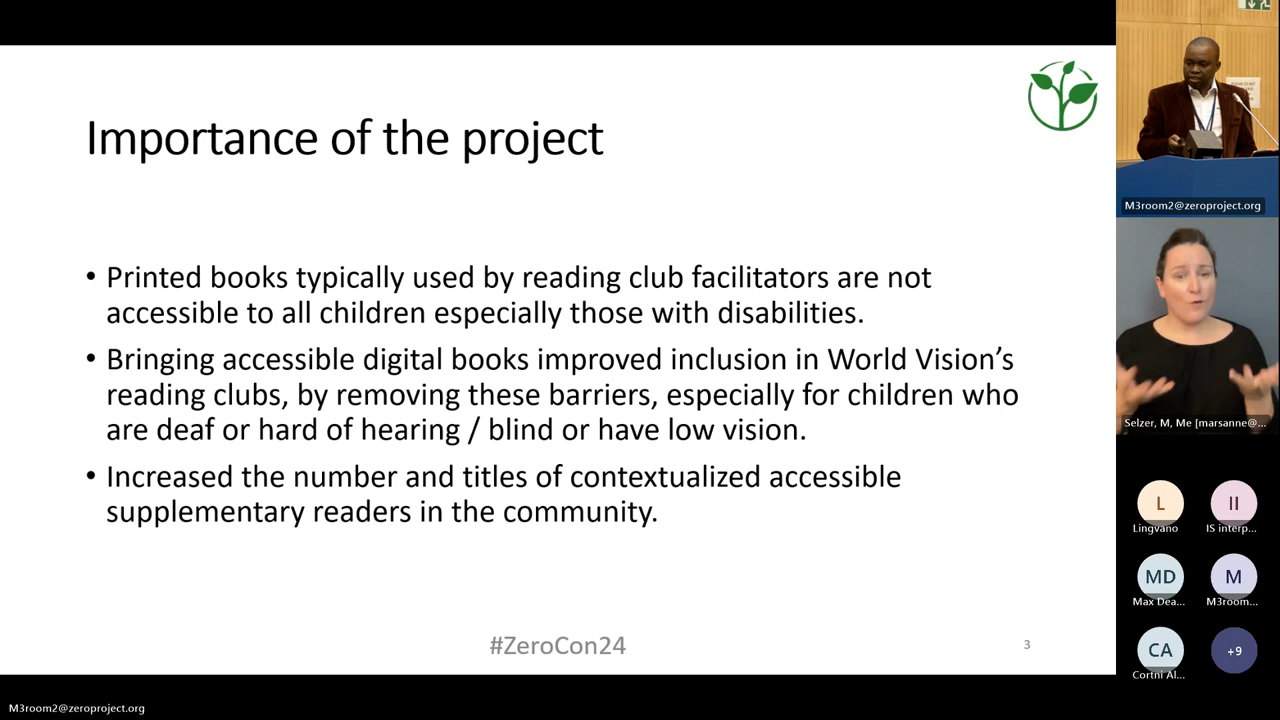 Importance of the project
• Printed books typically used by reading club facilitators are not
accessible to all children especially those with disabilities.
• Bringing accessible digital books improved inclusion in World Vision’s
reading clubs, by removing these barriers, especially for children who
are deaf or hard of hearing / blind or have low vision.
• Increased the number and titles of contextualized accessible
supplementary readers in the community.
#ZeroCon24
3
M3room2@zeroproject.org
Selzer, M, Me [marsanne@...
L
Lingvano
II
IS interp...
MD
Max Dea...
M
M3room...
CA
Cortni Al...
+9
M3room2@zeroproject.org